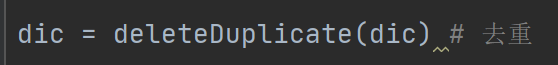 dic = deleteDuplicate(dic) # 去重